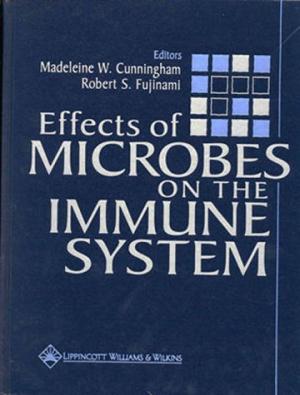 Editors
Madeleine W. Cunningham
Robert S. Fujinami
Effects of
MICROBES
ON THE
IMMUNE
SYSTEM
LIPPINCOTT WILLIAMS & WILKINS